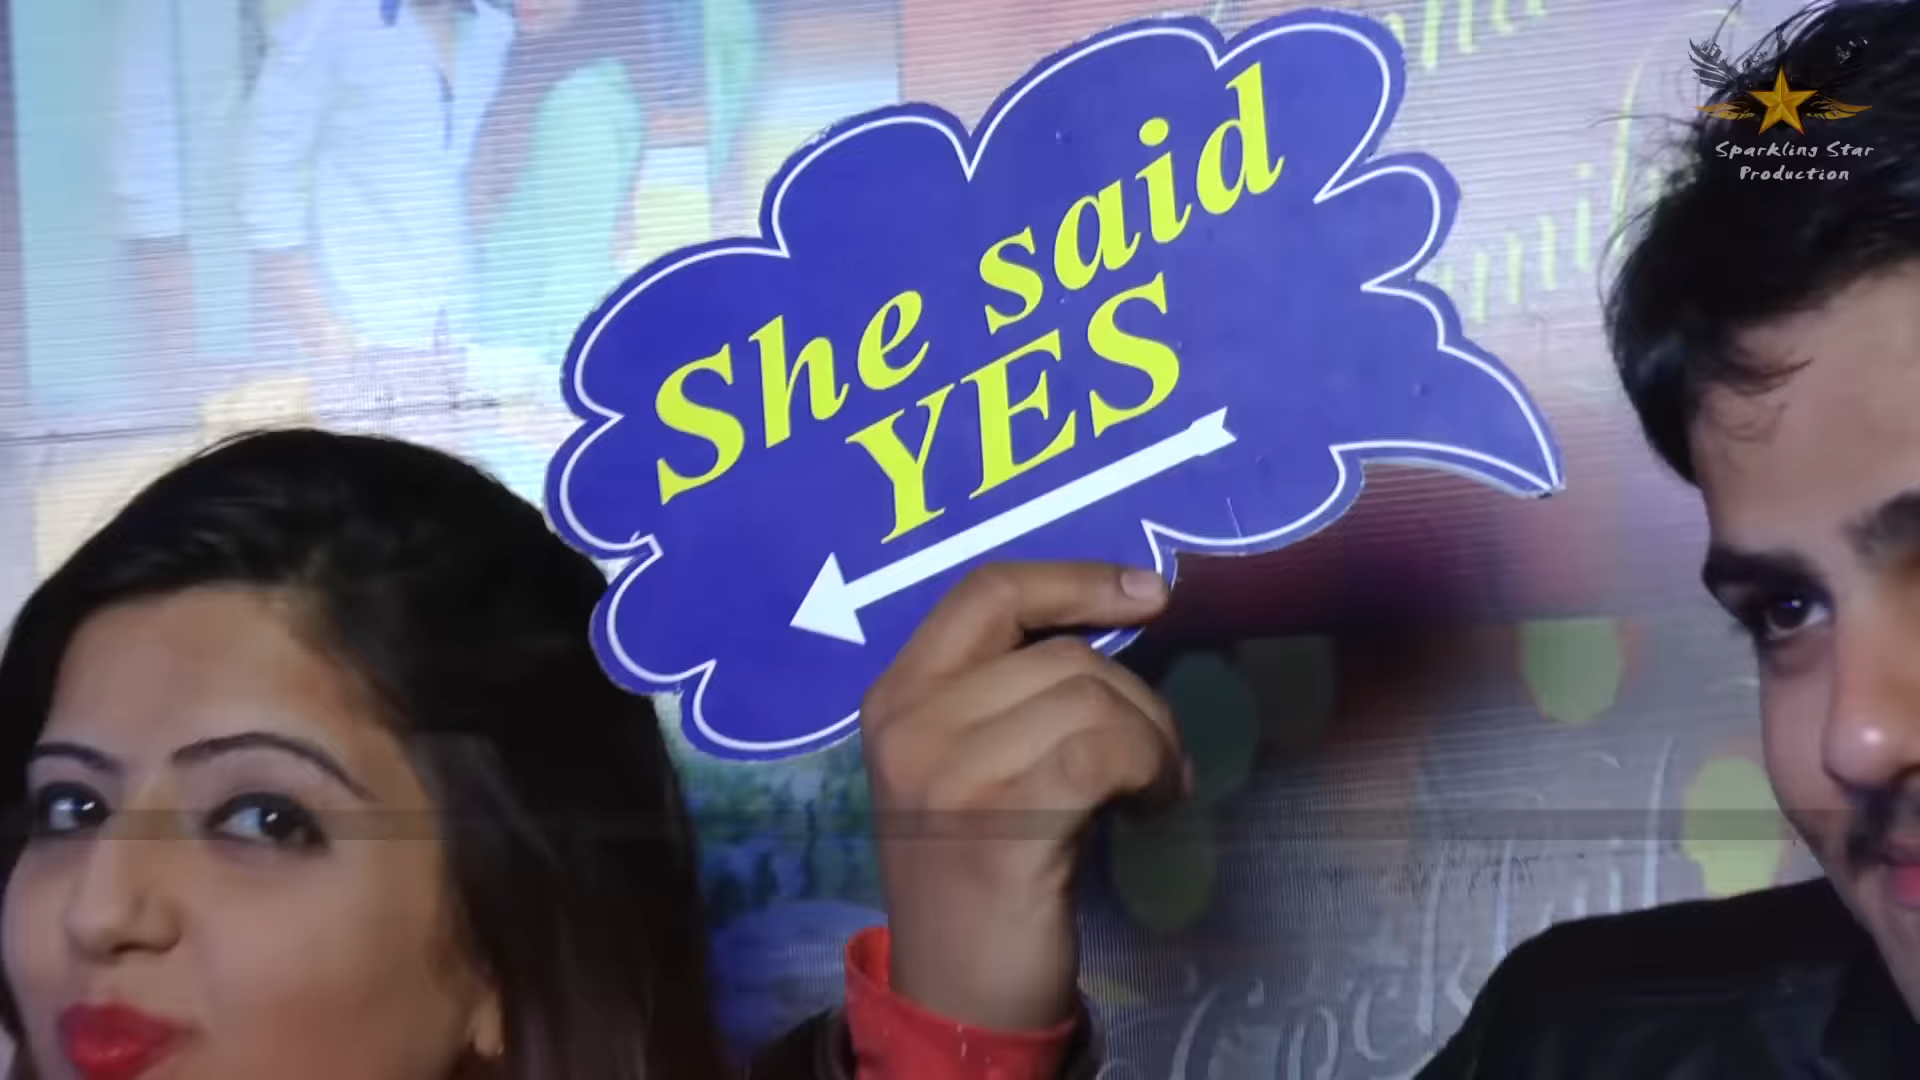 She said
YES
Sparkling Star
Production